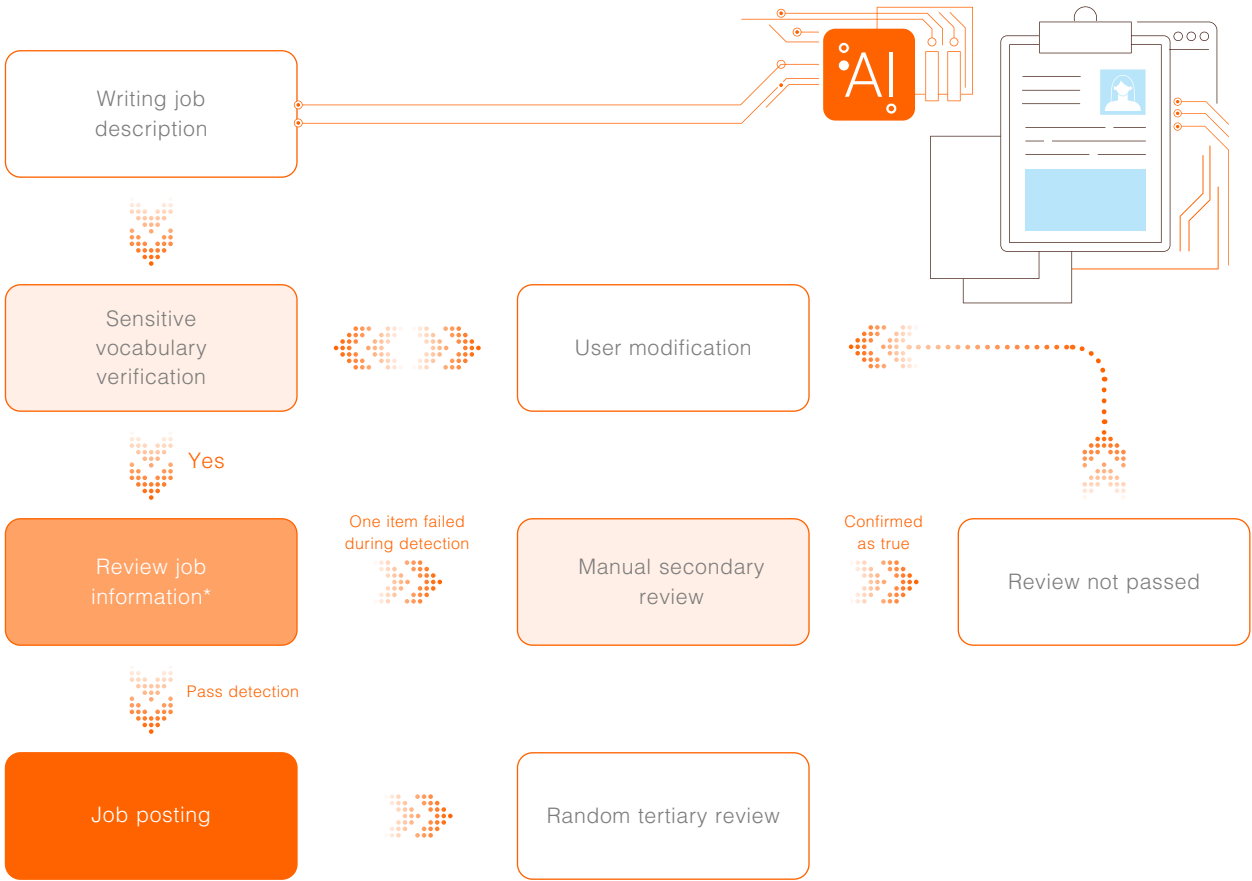 Writing job
description
AI
Sensitive
vocabulary
verification
User modification
Yes
Review job
information*
One item failed
during detection
Manual secondary
review
Confirmed
as true
Review not passed
Pass detection
Job posting
Random tertiary review